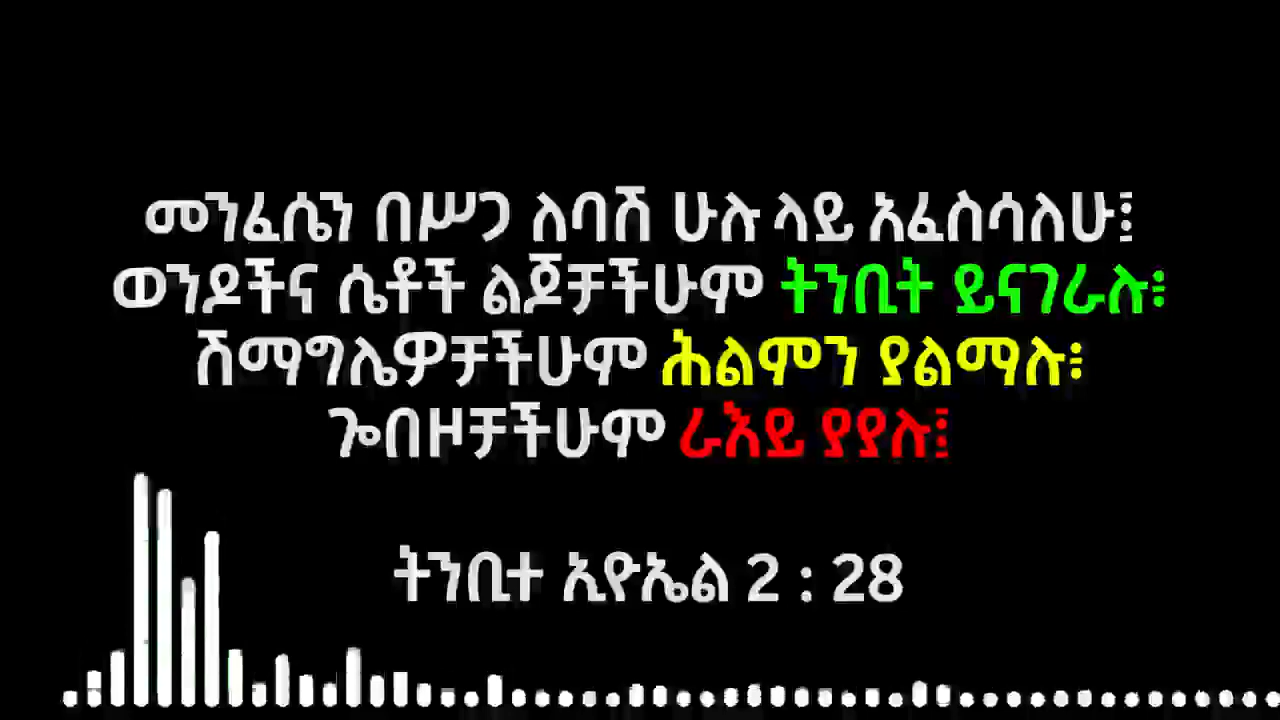 መንፈሴን በሥጋ ለባሽ ሁሉ ላይ አፈስሳለሁ፤
ወንዶችና ሴቶች ልጆቻችሁም ትንቢት ይናገራሉ፥
ሽማግሌዎቻችሁም ሕልምን ያልማሉ፥
ጐበዞቻችሁም ራእይ ያያሉ፤
ትንቢተ ኢዮኤል 2 : 28